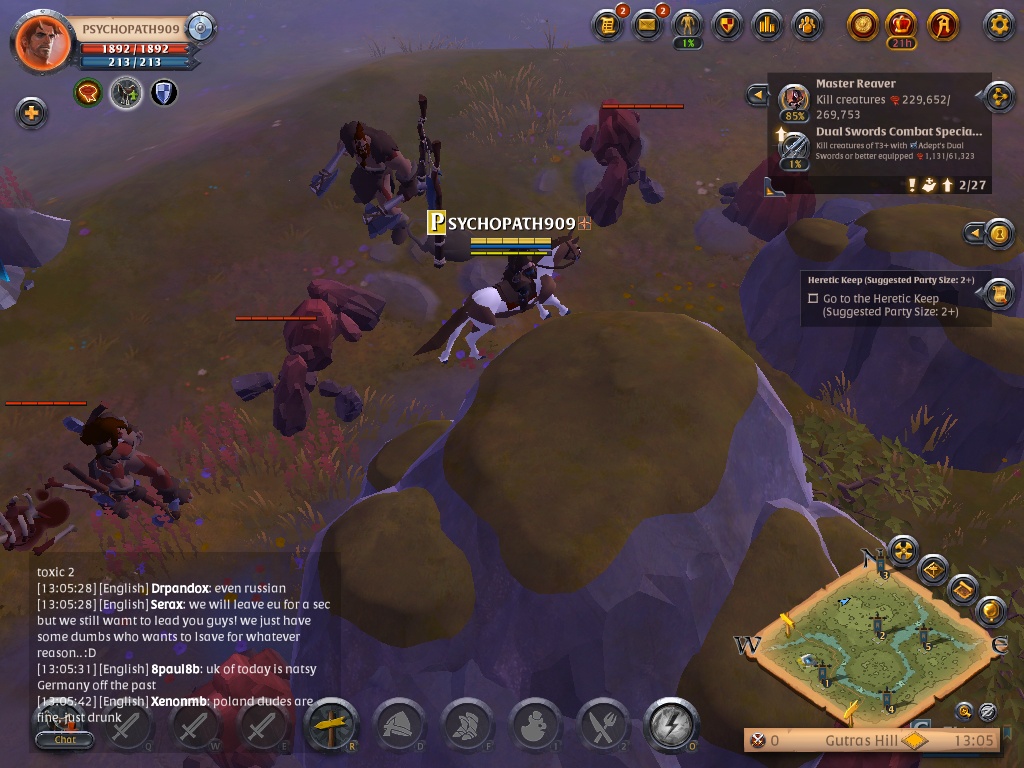 PSYCHOPATH909
1892 / 1892
213 / 213
2
2
1%
21h
Master Reaver
Kill creatures 229,652/
269,753
85%
Dual Swords Combat Specia...
Kill creatures of T3+ with Adept's Dual
Swords or better equipped 1,131/61,323
1%
2/27
P PSYCHOPATH909
Heretic Keep (Suggested Party Size: 2+)
Go to the Heretic Keep
(Suggested Party Size: 2+)
toxic 2
[13:05:28] [English] Drpandox: even russian
[13:05:28] [English] Serax: we will leave eu for a sec
but we still wamt to lead you guys! we just have
some dumbs who wants to lsave for whatever
reason..:D
[13:05:31] [English] 8paul8b: uk of today is natsy
Germany off the past
[13:05:42] [English] Xenonmb: poland dudes are
fine, just drunk
Chat
Q
W
E
R
D
F
1
2
O
N
W
E
3
2
5
1
4
0
Gutras Hill
13:05